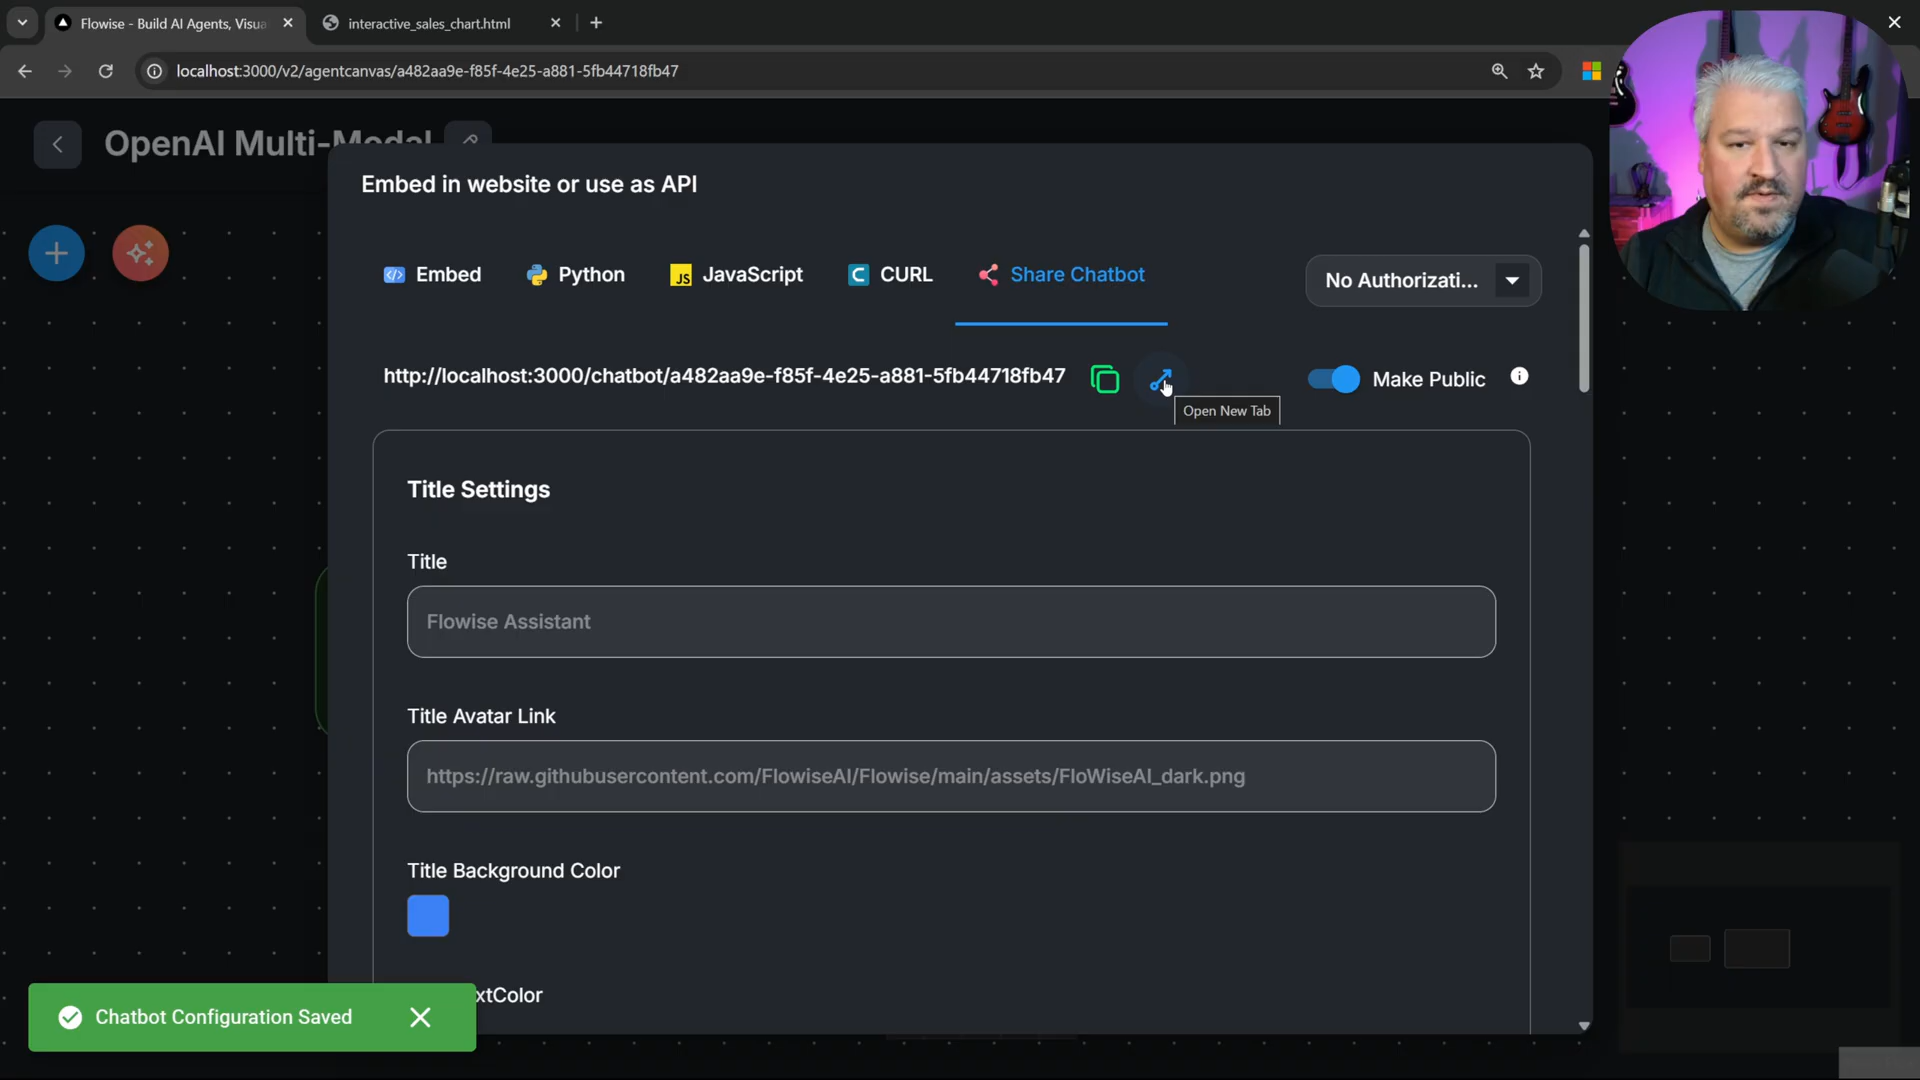 Flowise - Build AI Agents, Visua
interactive_sales_chart.html
localhost:3000/v2/agentcanvas/a482aa9e-f85f-4e25-a881-5fb44718fb47
OpenAI Multi-Modal
Embed in website or use as API
Embed
Python
JS JavaScript
C CURL
Share Chatbot
No Authorizati...
http://localhost:3000/chatbot/a482aa9e-f85f-4e25-a881-5fb44718fb47
Make Public
Open New Tab
Title Settings
Title
Flowise Assistant
Title Avatar Link
https://raw.githubusercontent.com/FlowiseAI/Flowise/main/assets/FloWiseAI_dark.png
Title Background Color
xtColor
Chatbot Configuration Saved